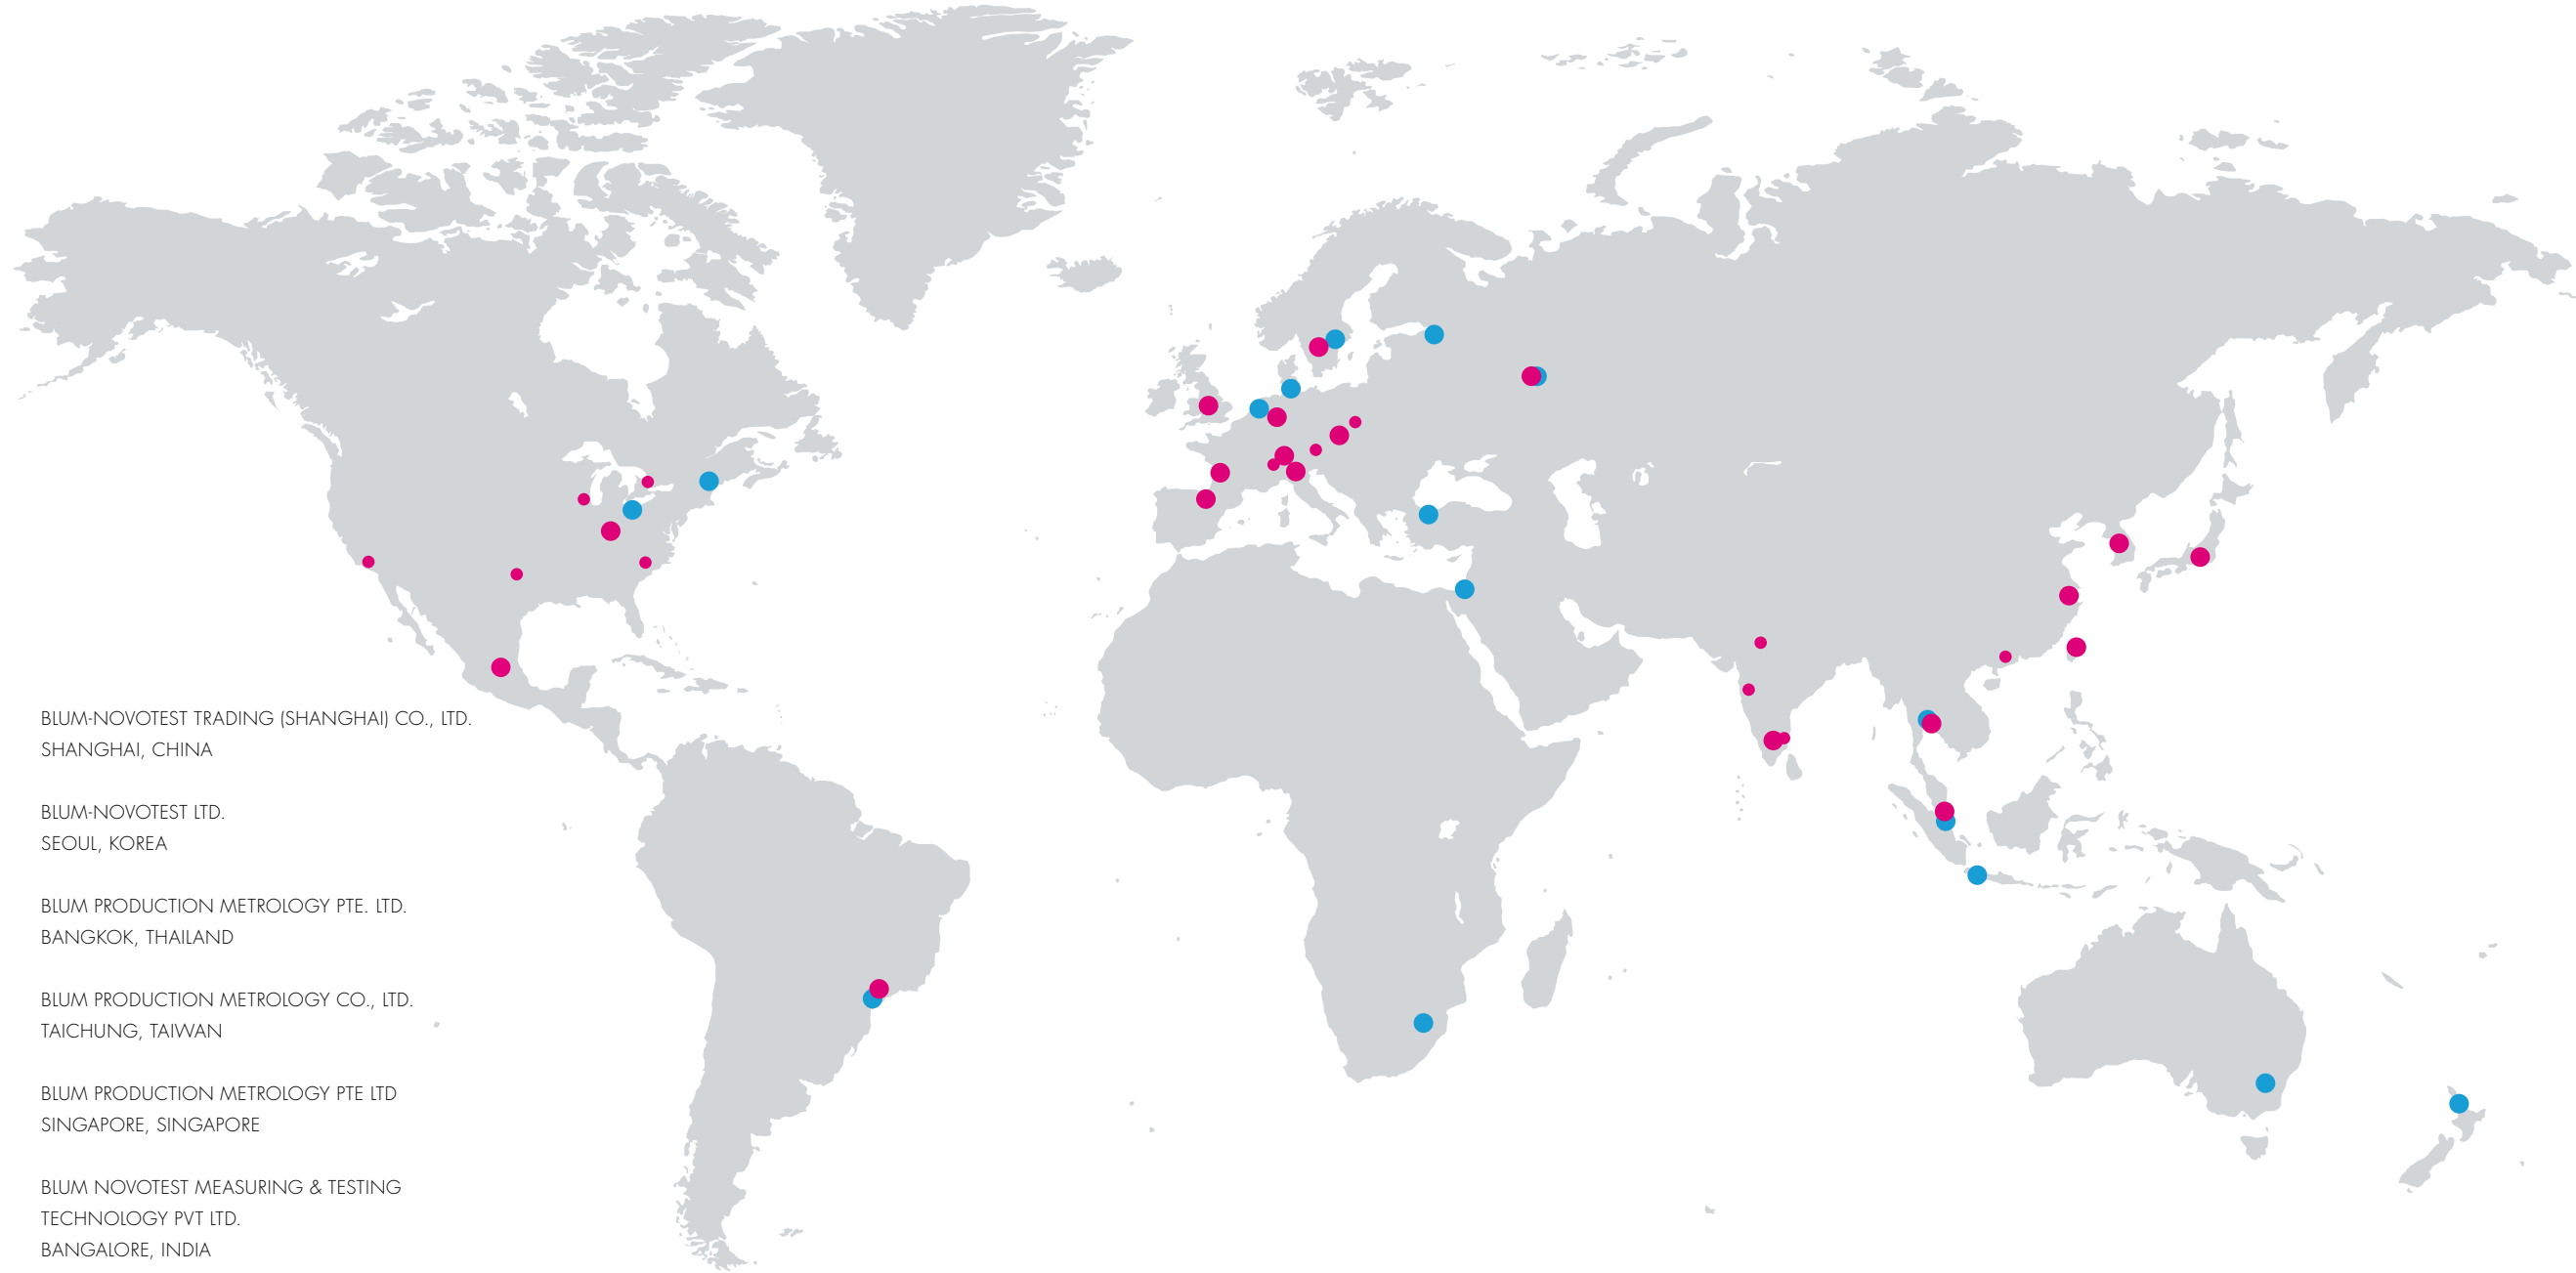 BLUM-NOVOTEST TRADING (SHANGHAI) CO., LTD.
SHANGHAI, CHINA
BLUM-NOVOTEST LTD.
SEOUL, KOREA
BLUM PRODUCTION METROLOGY PTE. LTD.
BANGKOK, THAILAND
BLUM PRODUCTION METROLOGY CO., LTD.
TAICHUNG, TAIWAN
BLUM PRODUCTION METROLOGY PTE LTD
SINGAPORE, SINGAPORE
BLUM NOVOTEST MEASURING & TESTING
TECHNOLOGY PVT LTD.
BANGALORE, INDIA